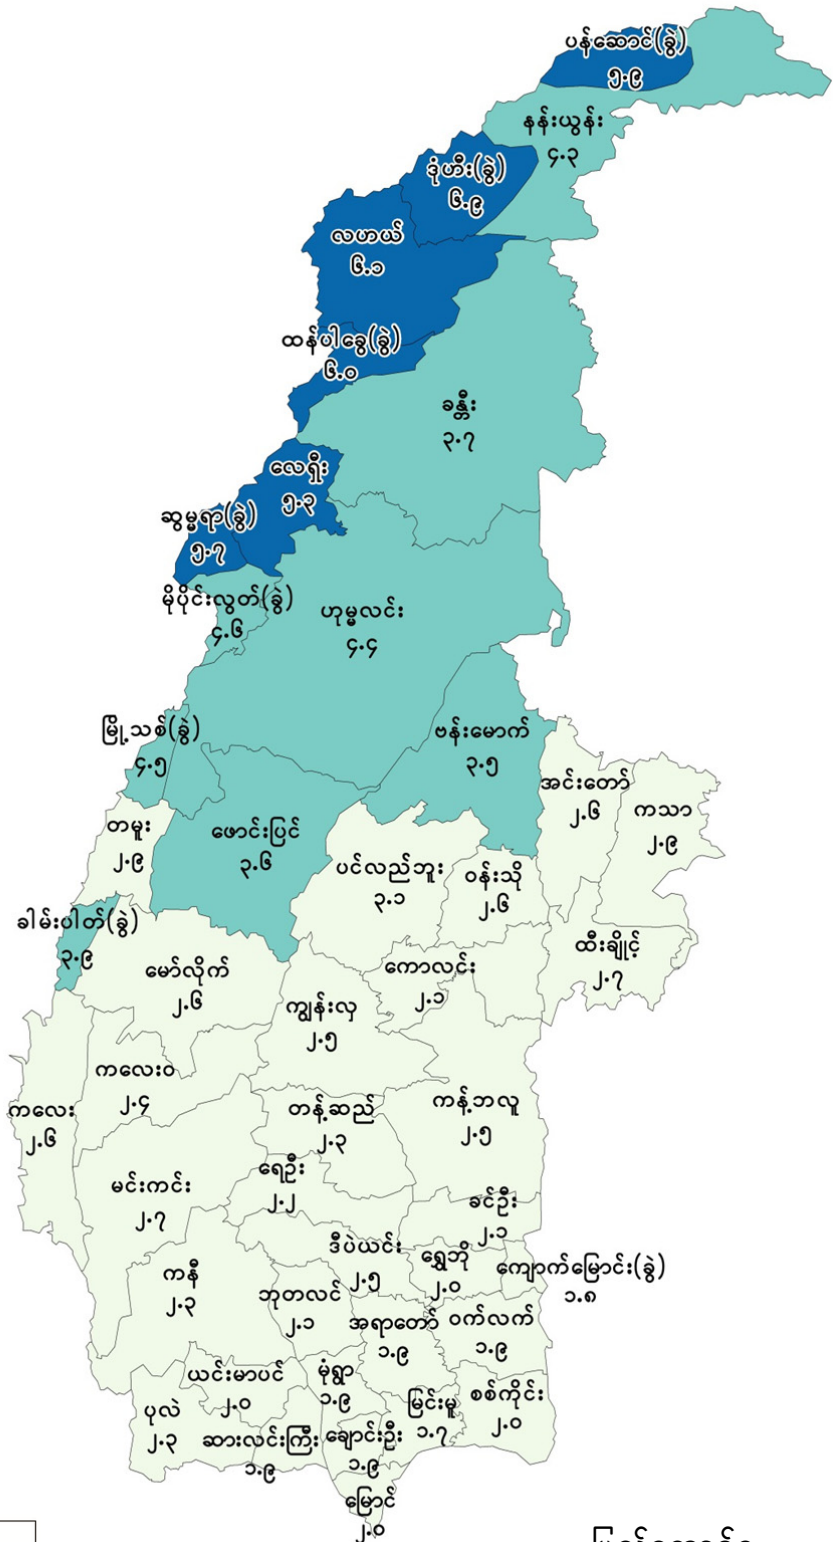 ပန်ဆောင်(ခွဲ)
၅.၉
နန်းယွန်း
၄.၃
ဒုံဟီး(ခွဲ)
၆.၉
လဟယ်
၆.၁
ထန်ပါခွေ(ခွဲ)
၆.၀
ခန္တီး
၃.၇
လေရှီး
၅.၃
ဆွမ္မရာ(ခွဲ)
၅.၇
မိုပိုင်းလွတ်(ခွဲ)
၄.၆
ဟုမ္မလင်း
၄.၄
မြို့သစ်(ခွဲ)
၄.၅
ဗန်းမောက်
၃.၅
အင်းတော်
၂.၆
ကသာ
၂.၉
တမူး
၂.၉
ဖောင်းပြင်
၃.၆
ပင်လည်ဘူး
၃.၁
ဝန်းသို
၂.၆
ခါမ်းပါတ်(ခွဲ)
၃.၉
မော်လိုက်
၂.၆
ကောလင်း
၂.၁
ထီးချိုင့်
၂.၇
ကျွန်းလှ
၂.၅
ကလေးဝ
၂.၄
ကလေး
၂.၆
တန့်ဆည်
၂.၃
ကန့်ဘလူ
၂.၅
မင်းကင်း
၂.၇
ရေဦး
၂.၂
ခင်ဦး
၂.၁
ဒီပဲယင်း
၂.၅
ရွှေဘို
၂.၀
ကျောက်မြောင်း(ခွဲ)
၁.၈
ကနီ
၂.၃
ဘုတလင်
၂.၁
အရာတော်
၁.၉
ဝက်လက်
၁.၉
ယင်းမာပင်
၂.၀
မုံရွာ
၁.၉
မြင်းမူ
၁.၇
စစ်ကိုင်း
၂.၀
ပုလဲ
၂.၃
ဆားလင်းကြီး
၁.၉
ချောင်းဦး
၁.၉
မြောင်
၂.၀